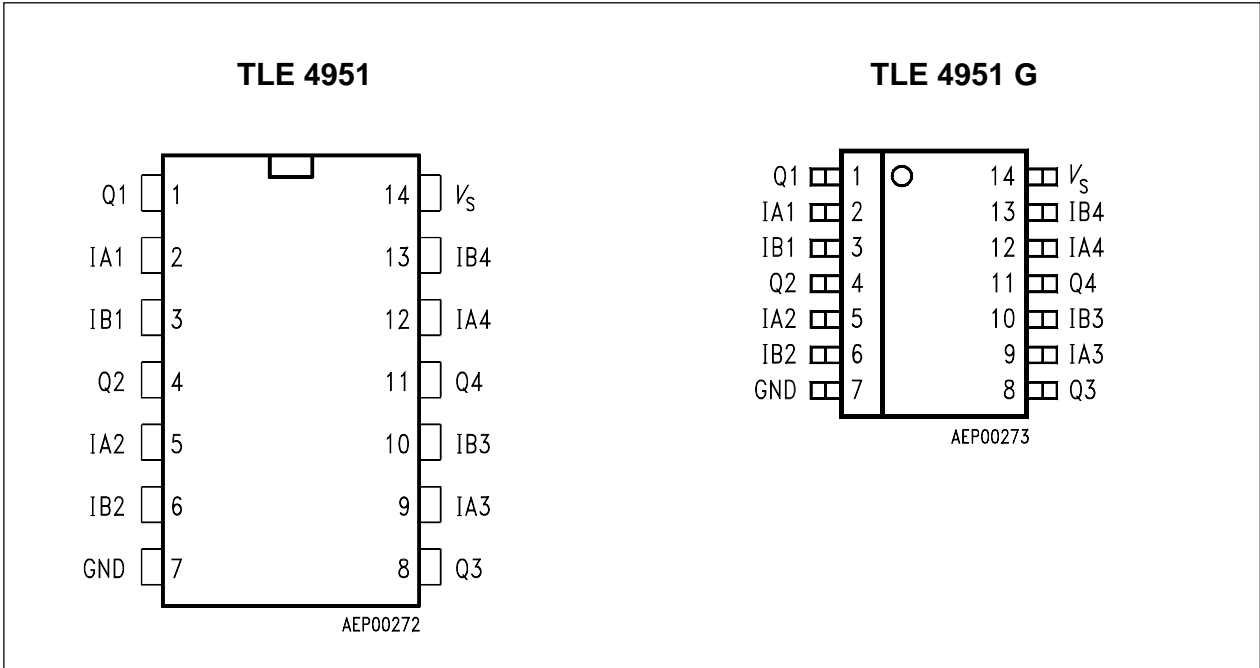 TLE 4951
Q1 1 14 VS
IA1 2 13 IB4
IB1 3 12 IA4
Q2 4 11 Q4
IA2 5 10 IB3
IB2 6 9 IA3
GND 7 8 Q3
AEP00272
TLE 4951 G
Q1 1 14 VS
IA1 2 13 IB4
IB1 3 12 IA4
Q2 4 11 Q4
IA2 5 10 IB3
IB2 6 9 IA3
GND 7 8 Q3
AEP00273